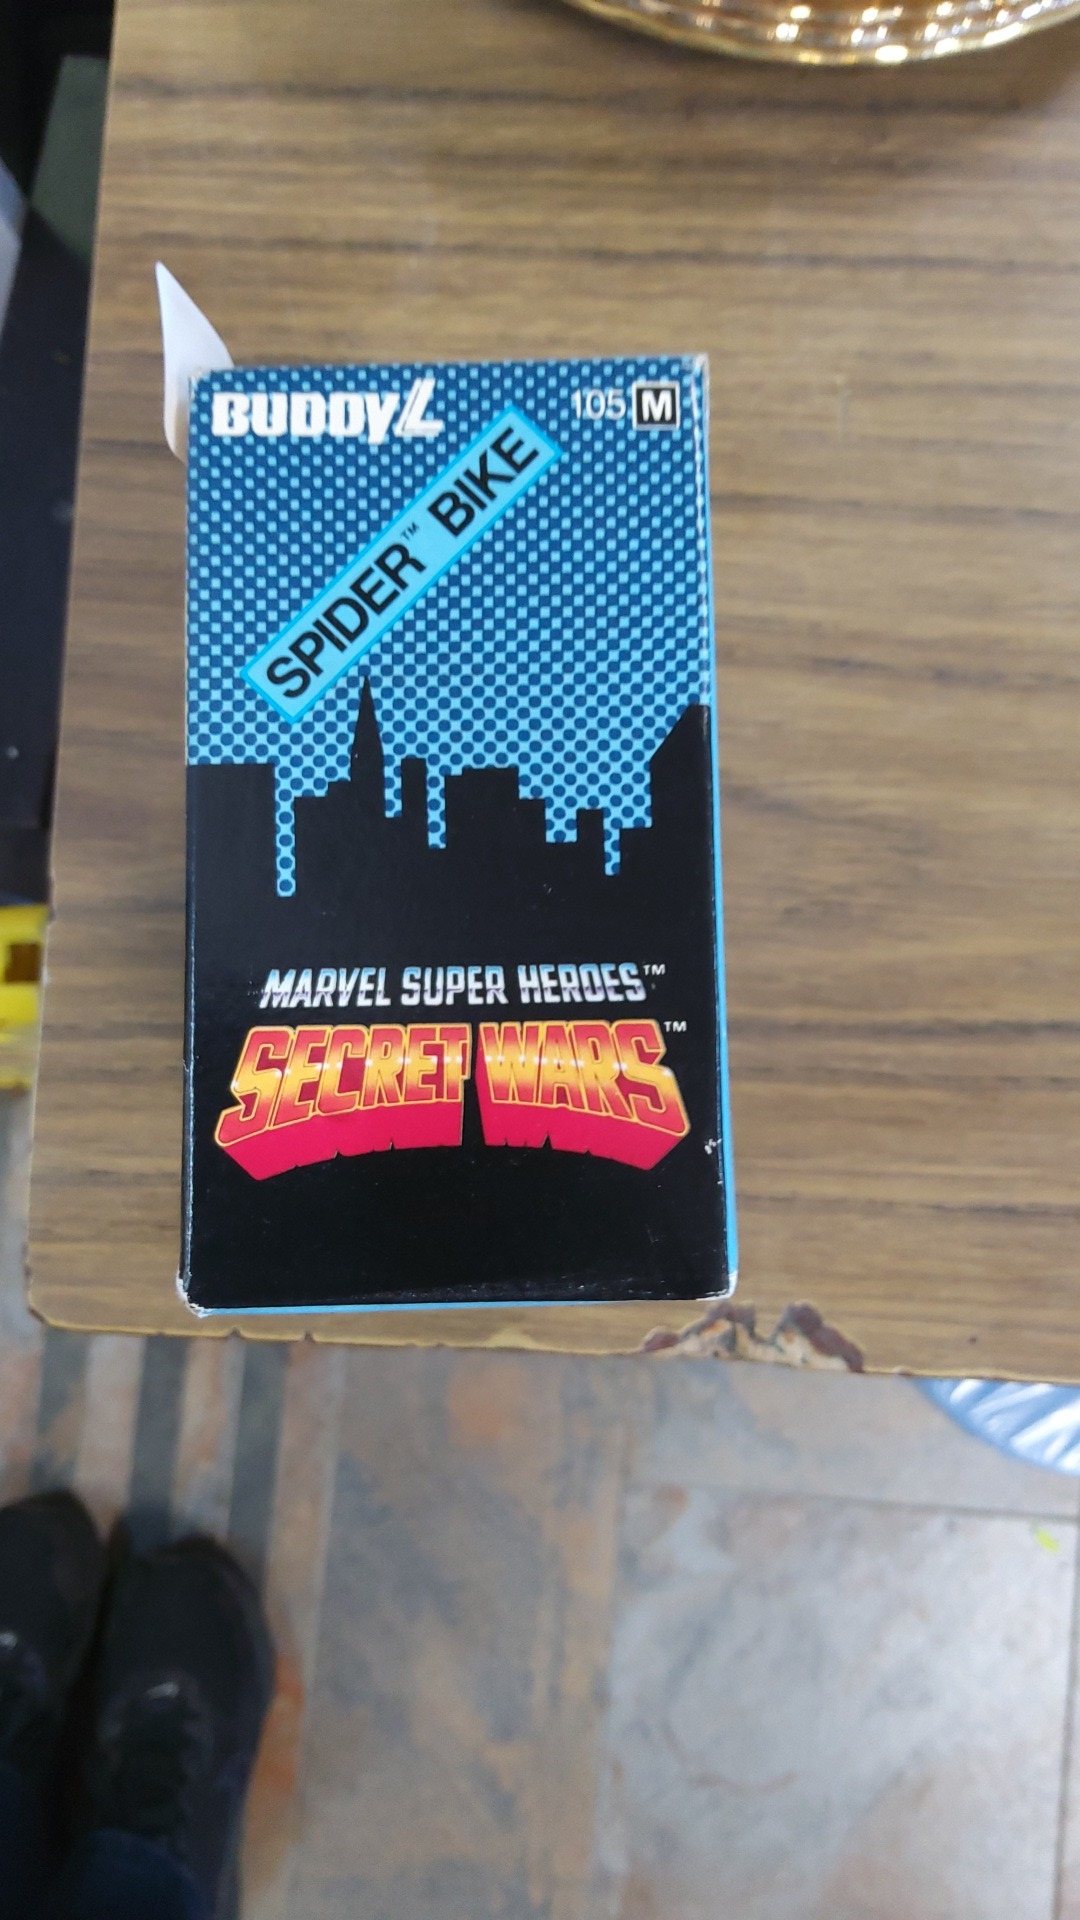 BUDDY L 105 M
SPIDER™ BIKE
MARVEL SUPER HEROES™
SECRET WARS™